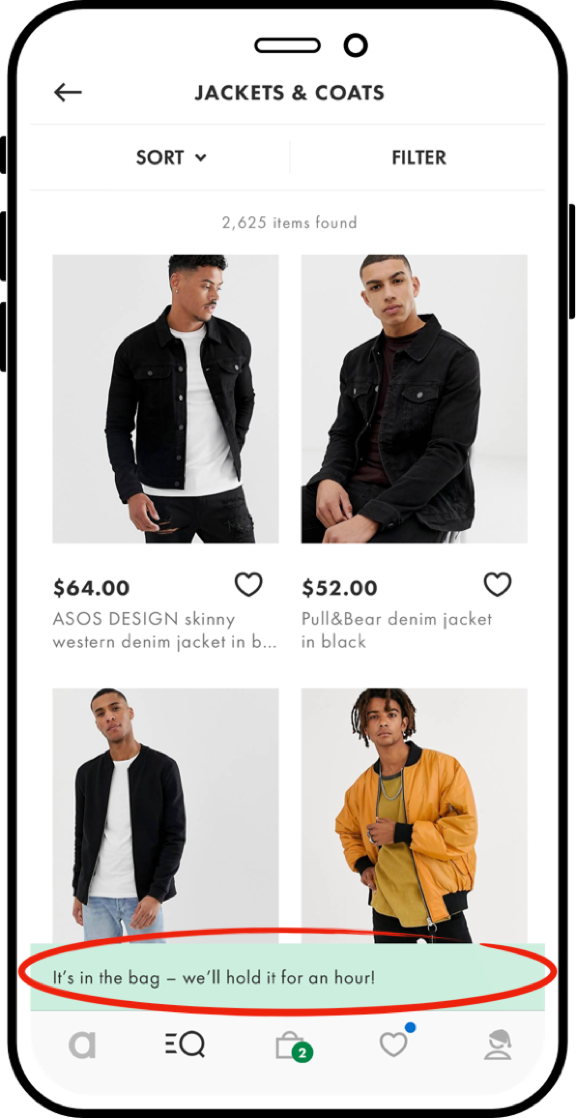 JACKETS & COATS
SORT
FILTER
2,625 items found
$64.00
$52.00
ASOS DESIGN skinny
western denim jacket in b...
Pull&Bear denim jacket
in black
It's in the bag – we'll hold it for an hour!
a
2